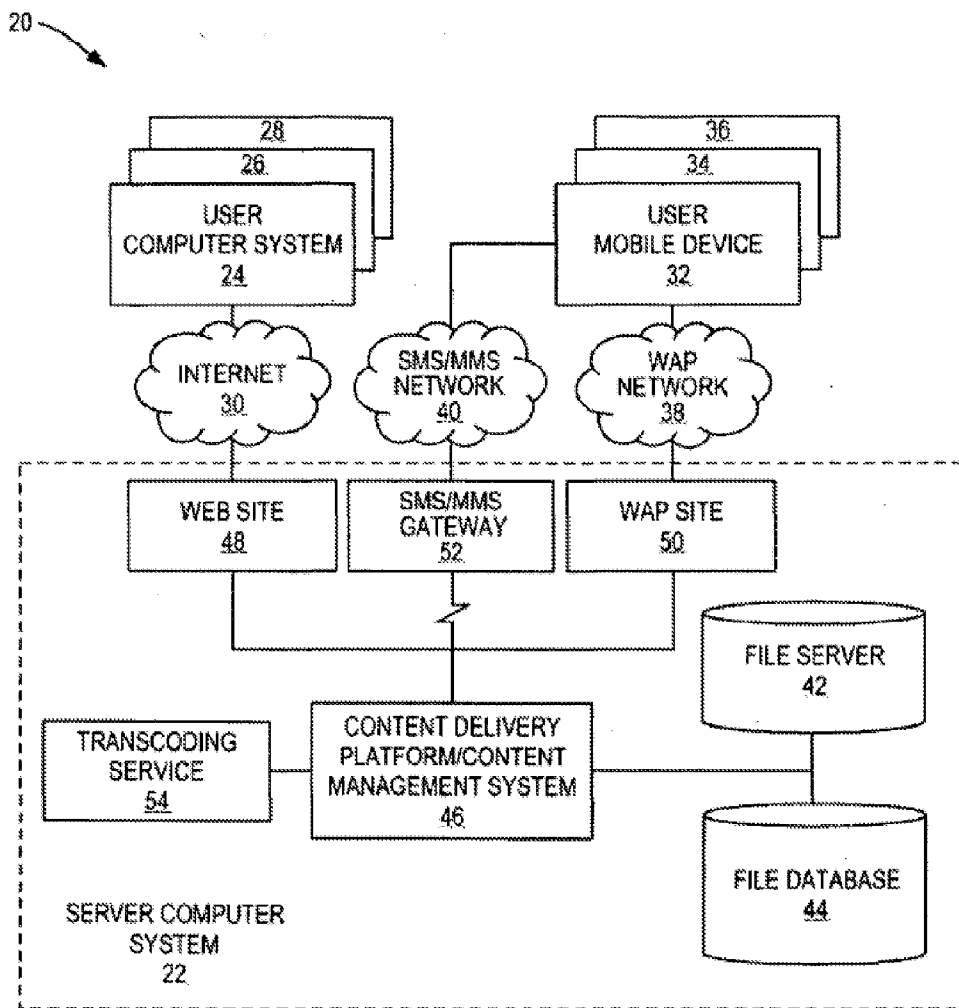 20
28
26
USER
COMPUTER SYSTEM
24
36
34
USER
MOBILE DEVICE
32
INTERNET
30
SMS/MMS
NETWORK
40
WAP
NETWORK
38
WEB SITE
48
SMS/MMS
GATEWAY
52
WAP SITE
50
FILE SERVER
42
TRANSCODING
SERVICE
54
CONTENT DELIVERY
PLATFORM/CONTENT
MANAGEMENT SYSTEM
46
FILE DATABASE
44
SERVER COMPUTER
SYSTEM
22